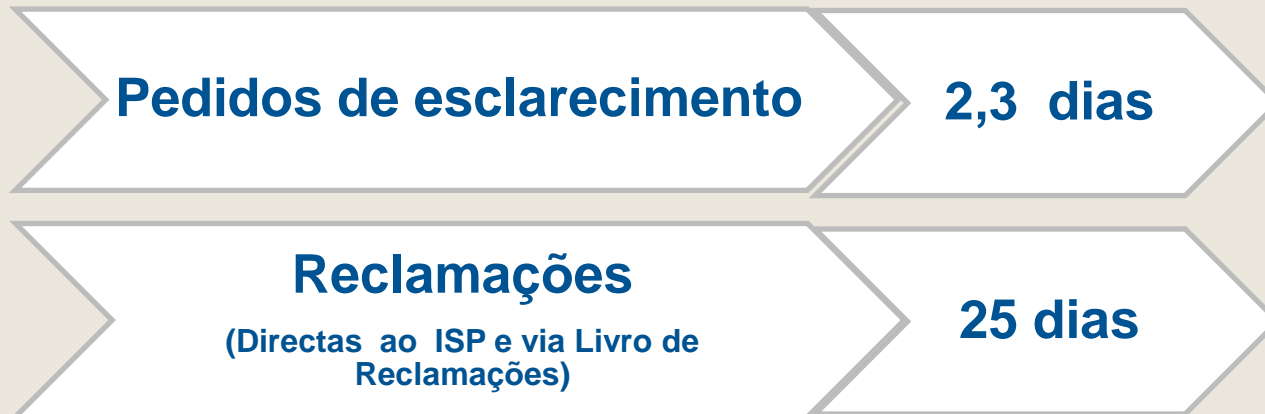 Pedidos de esclarecimento
2,3 dias
Reclamações
(Directas ao ISP e via Livro de
Reclamações)
25 dias